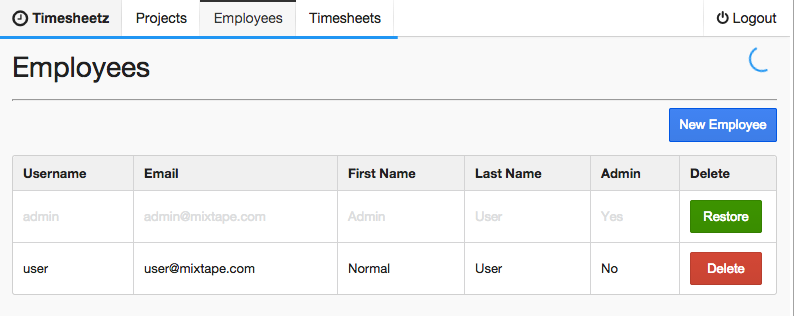 Timesheetz Projects Employees Timesheets Logout
Employees
New Employee
Username Email First Name Last Name Admin Delete
admin admin@mixtape.com Admin User Yes Restore
user user@mixtape.com Normal User No Delete